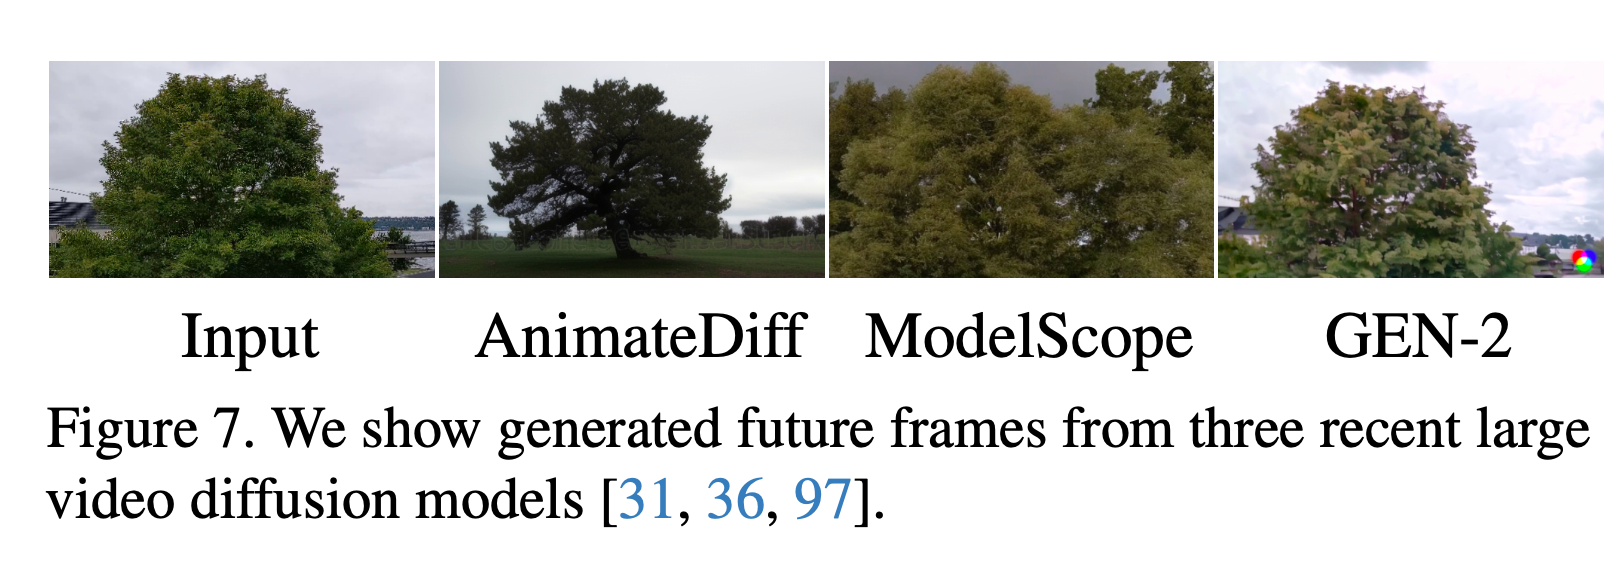 Input AnimateDiff ModelScope GEN-2
Figure 7. We show generated future frames from three recent large
video diffusion models [31, 36, 97].